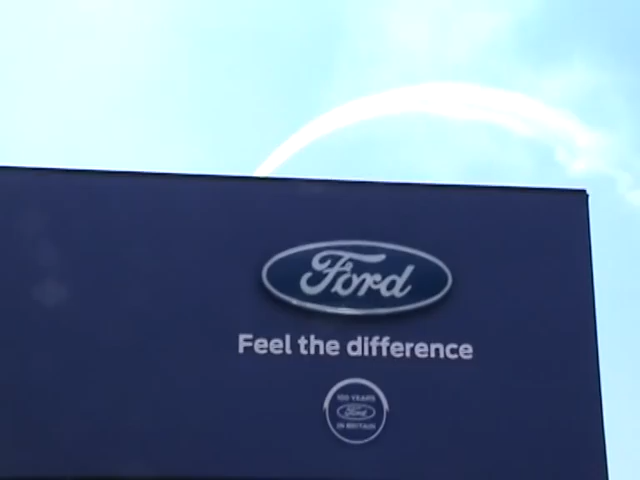 Ford
Feel the difference
100 YEARS
Ford
IN BRITAIN